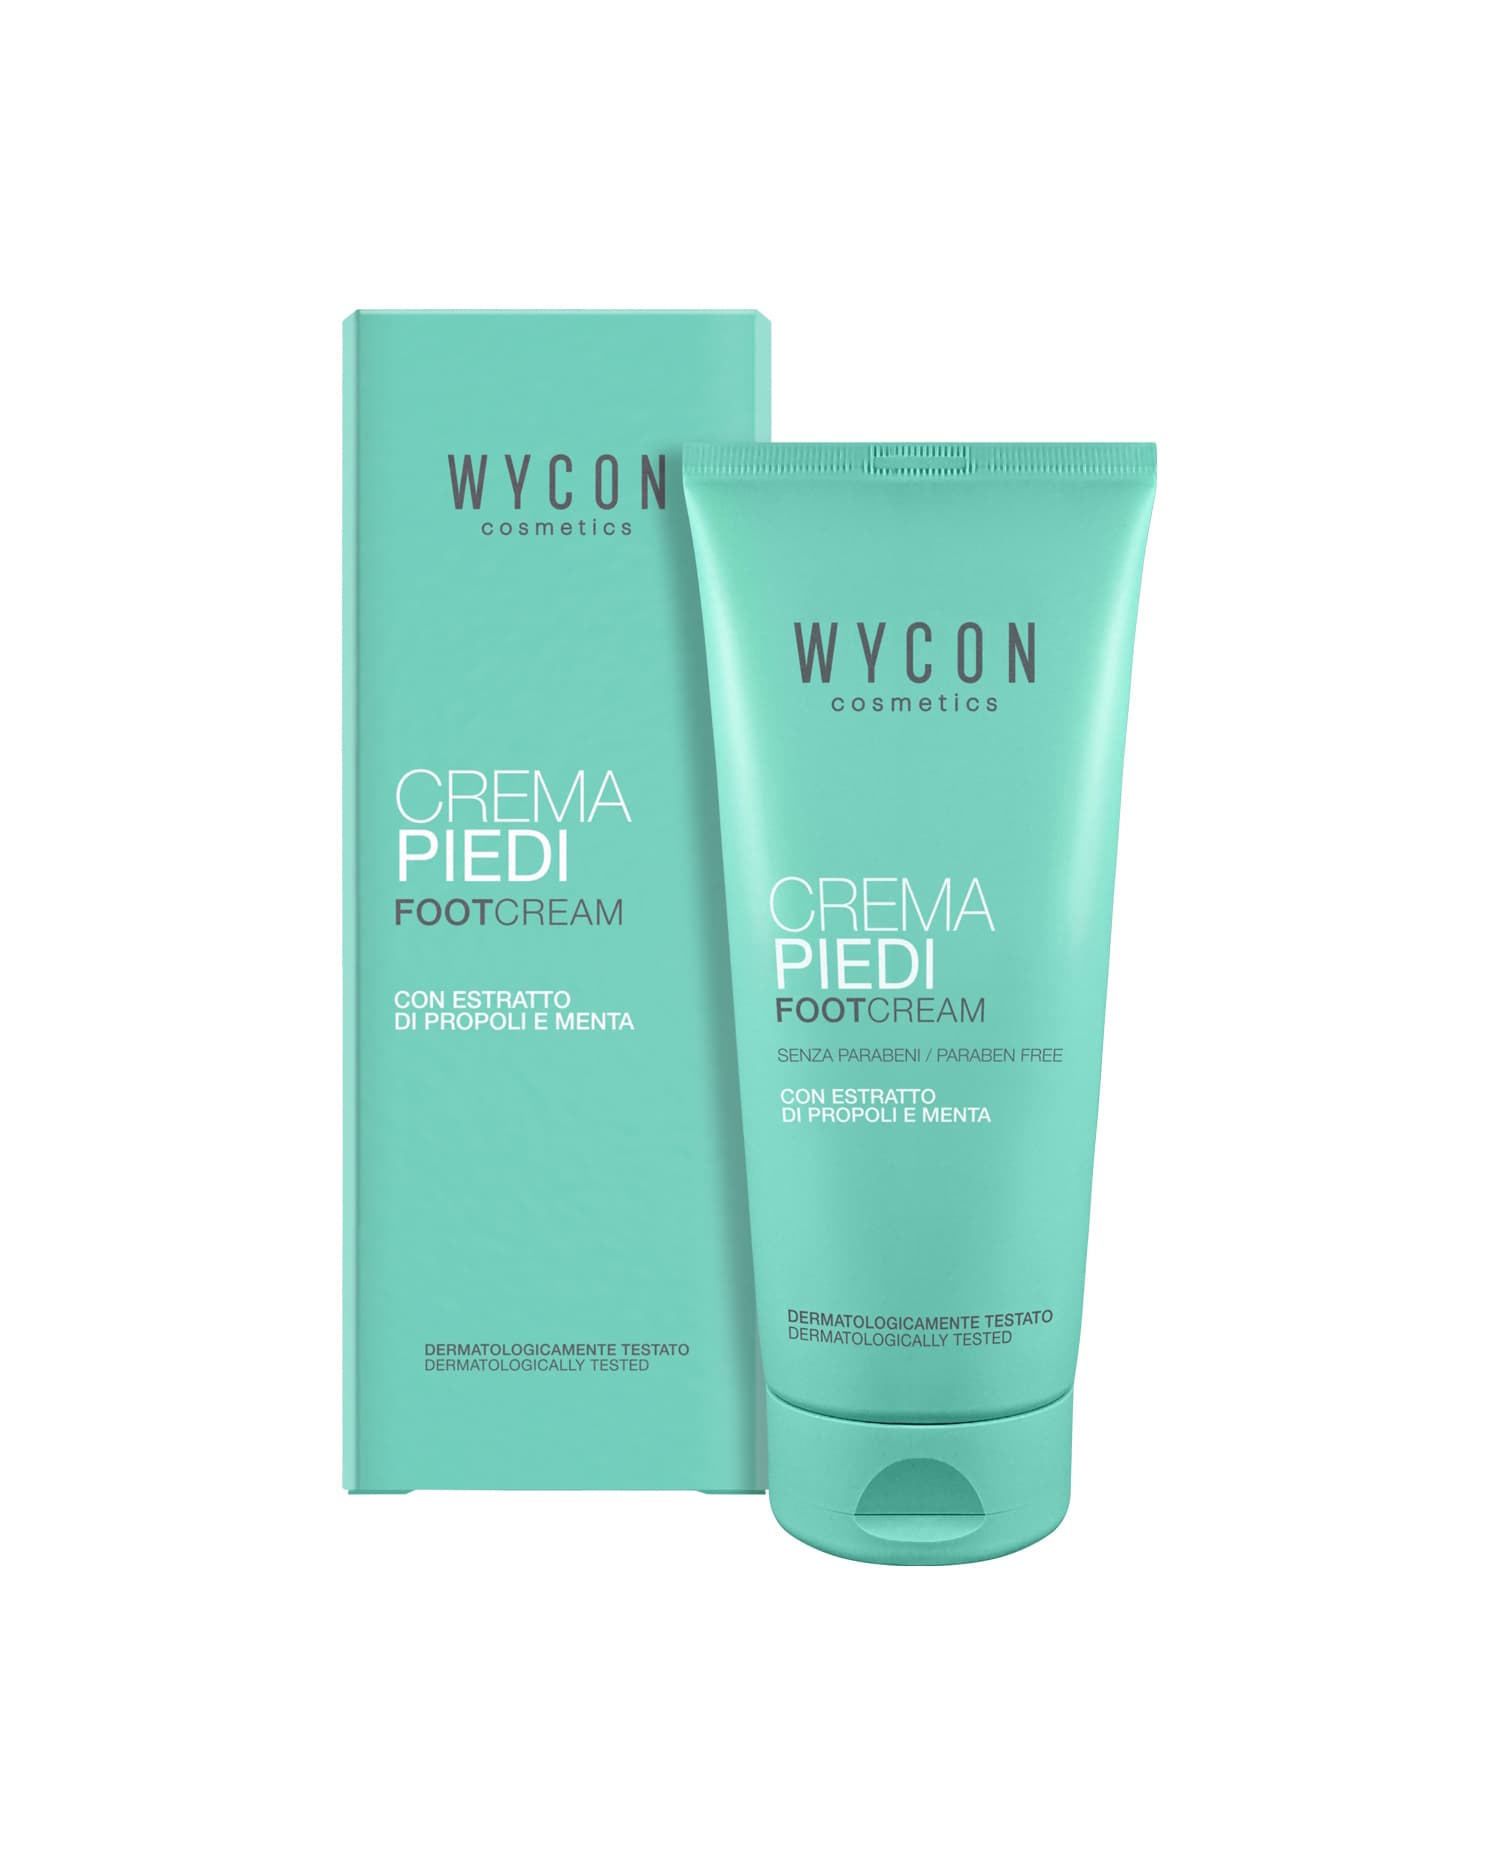 WYCON
cosmetics
CREMA
PIEDI
FOOTCREAM
CON ESTRATTO
DI PROPOLI E MENTA
DERMATOLOGICAMENTE TESTATO
DERMATOLOGICALLY TESTED
WYCON
cosmetics
CREMA
PIEDI
FOOTCREAM
SENZA PARABENI / PARABEN FREE
CON ESTRATTO
DI PROPOLI E MENTA
DERMATOLOGICAMENTE TESTATO
DERMATOLOGICALLY TESTED